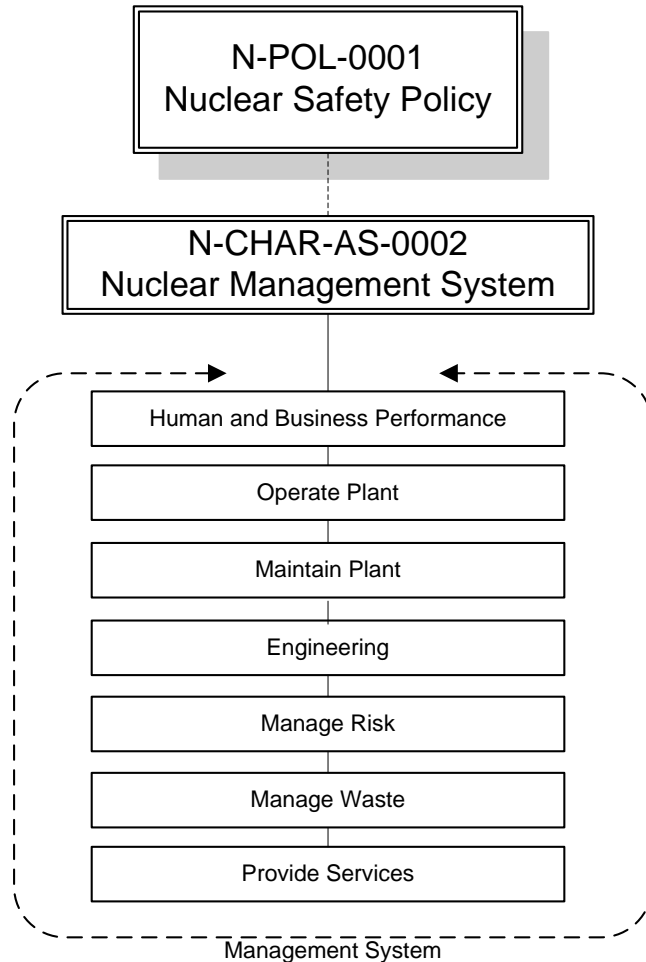 N-POL-0001
Nuclear Safety Policy
N-CHAR-AS-0002
Nuclear Management System
Human and Business Performance
Operate Plant
Maintain Plant
Engineering
Manage Risk
Manage Waste
Provide Services
Management System